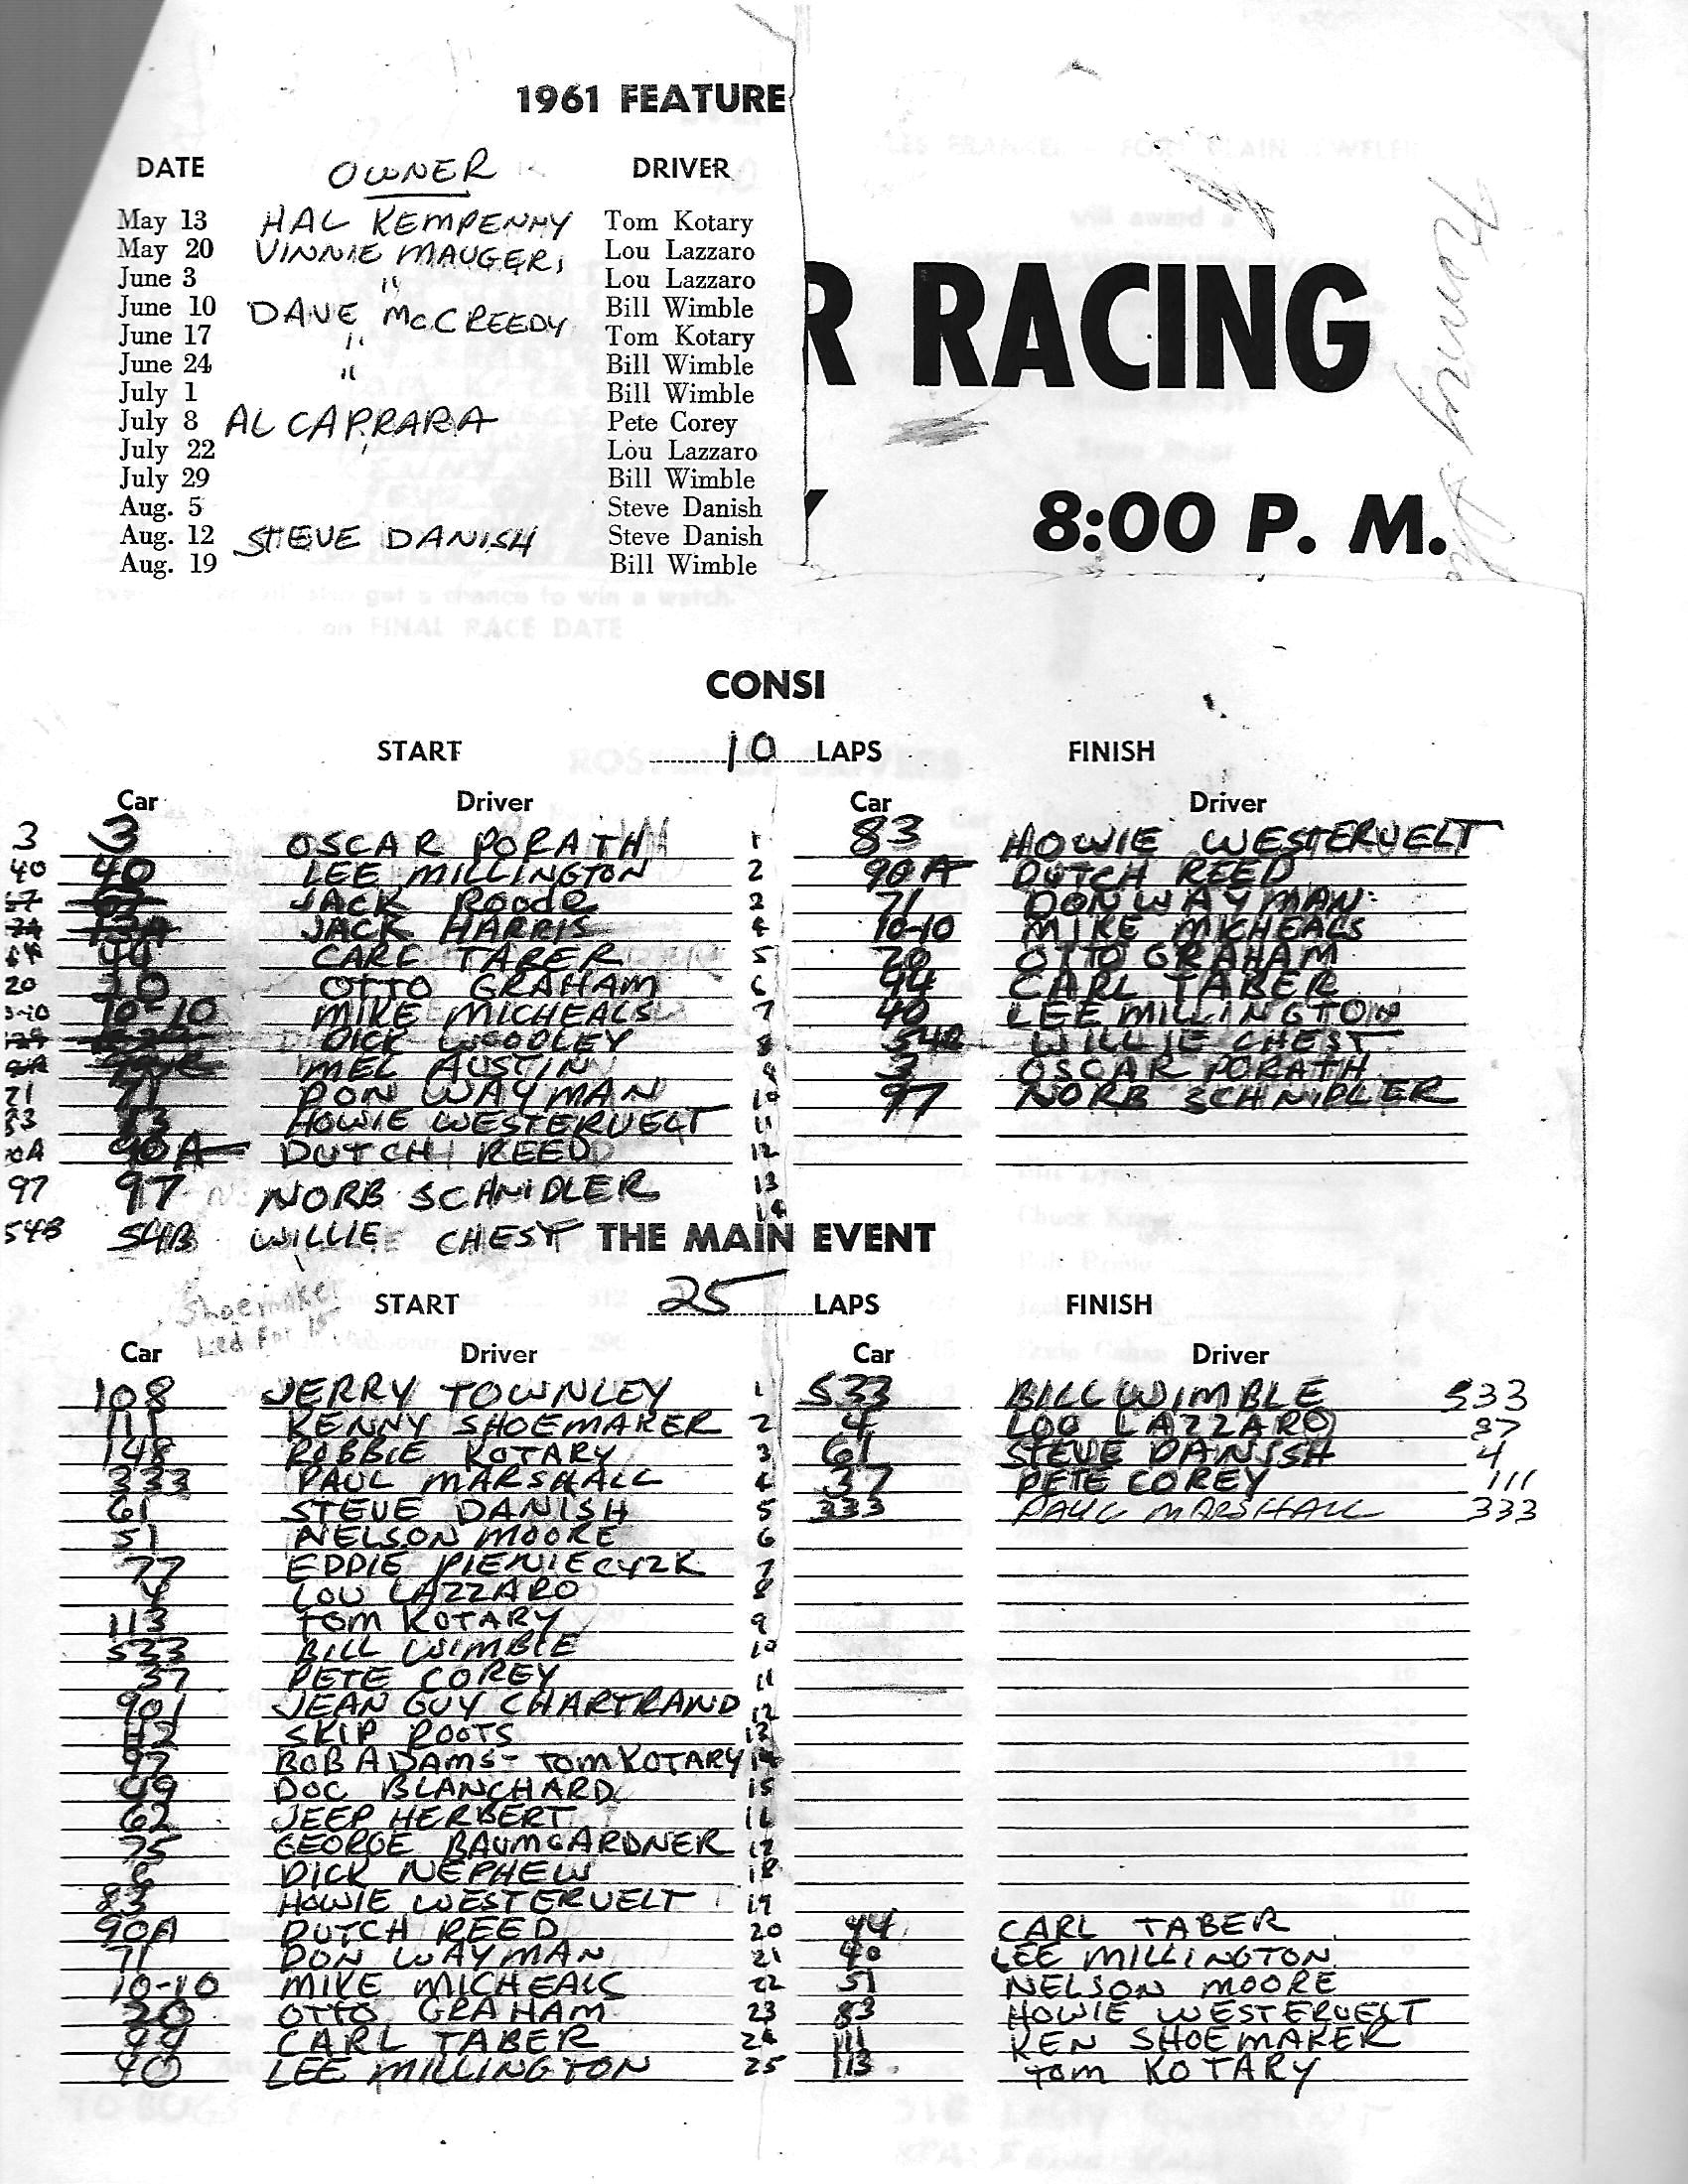 1961 FEATURE
DATE OWNER DRIVER
May 13 HAL KEMPENNY Tom Kotary
May 20 VINNIE MAUGERI Lou Lazzaro
June 3 " Lou Lazzaro
June 10 DAVE McCREEDY Bill Wimble
June 17 " Tom Kotary
June 24 " Bill Wimble
July 1 Bill Wimble
July 8 AL CAPRARA Pete Corey
July 22 Lou Lazzaro
July 29 Bill Wimble
Aug. 5 Steve Danish
Aug. 12 STEVE DANISH Steve Danish
Aug. 19 Bill Wimble
R RACING
Y 8:00 P. M.
CONSI
START 10 LAPS FINISH
Car Driver Car Driver
3 3 OSCAR PORATH 1 83 HOWIE WESTERVELT
40 40 LEE MILLINGTON 2 90A DUTCH REED
JACK Roode 3 71 DON WAYMAN
13A JACK HARRIS 4 10-10 MIKE MICHEALS
44 44 CARL TABER 5 20 OTTO GRAHAM
20 20 OTTO GRAHAM 6 44 CARL TABER
10-10 10-10 MIKE MICHEALS 7 40 LEE MILLINGTON
DICK WOODLEY 8 54B WILLIE CHEST
MEL AUSTIN 9 3 OSCAR PORATH
71 71 DON WAYMAN 10 97 NORB SCHNIDLER
83 83 HOWIE WESTERVELT 11
90A 90A DUTCH REED 12
97 97 NORB SCHNIDLER 13
54B 54B WILLIE CHEST 14
THE MAIN EVENT
Shoemaker
Led For 15
START 25 LAPS FINISH
Car Driver Car Driver
108 JERRY TOWNLEY 1 533 BILL WIMBLE 533
111 KENNY SHOEMAKER 2 4 LOU LAZZARO 37
148 ROBBIE KOTARY 3 61 STEVE DANISH 4
333 PAUL MARSHALL 4 37 PETE COREY 111
61 STEVE DANISH 5 333 PAUL MARSHALL 333
51 NELSON MOORE 6
77 EDDIE PIENIECYZK 7
4 LOU LAZZARO 8
113 TOM KOTARY 9
533 BILL WIMBLE 10
37 PETE COREY 11
901 JEAN GUY CHARTRAND 12
H2 SKIP ROOTS 13
97 BOB ADAMS - TOM KOTARY 14
99 DOC BLANCHARD 15
62 JEEP HERBERT 16
75 GEORGE BAUMGARDNER 17
6 DICK NEPHEW 18
83 HOWIE WESTERVELT 19
90A DUTCH REED 20 44 CARL TABER
71 DON WAYMAN 21 40 LEE MILLINGTON
10-10 MIKE MICHEALS 22 51 NELSON MOORE
20 OTTO GRAHAM 23 83 HOWIE WESTERVELT
44 CARL TABER 24 111 KEN SHOEMAKER
40 LEE MILLINGTON 25 113 TOM KOTARY